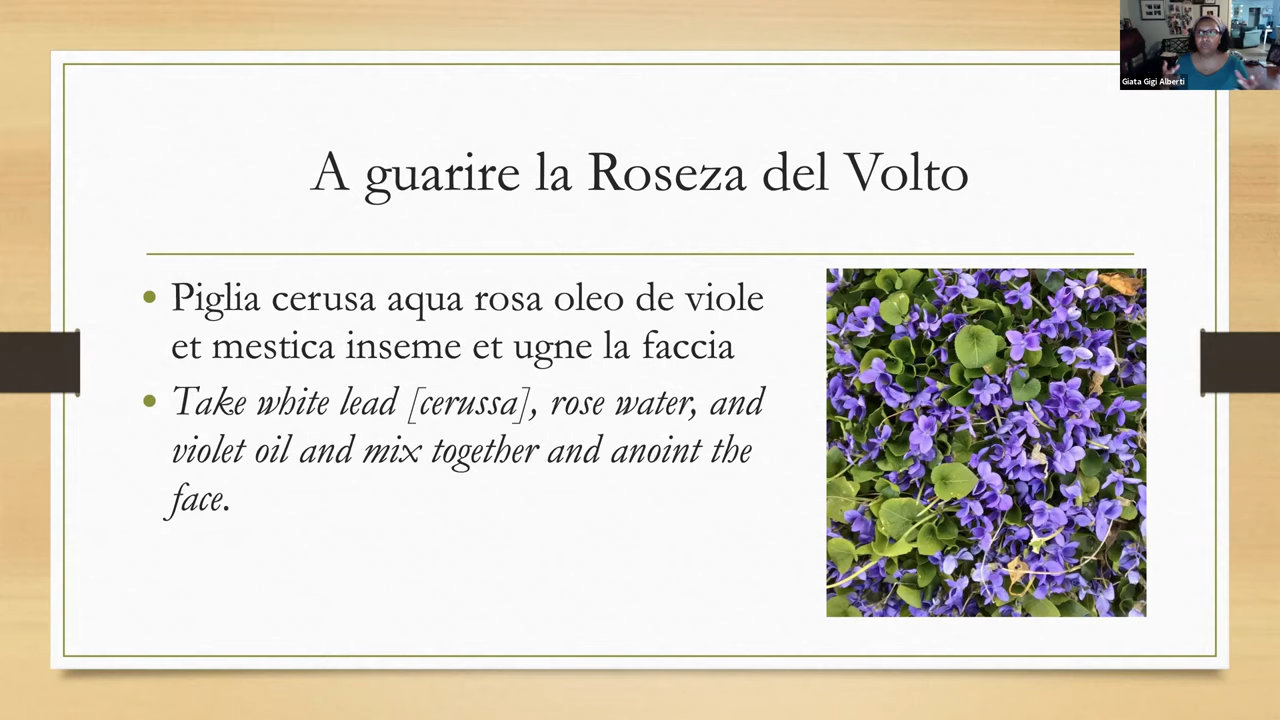 Giata Gigi Alberti
A guarire la Roseza del Volto
Piglia cerusa aqua rosa oleo de viole
et mestica inseme et ugne la faccia
Take white lead [cerussa], rose water, and
violet oil and mix together and anoint the
face.